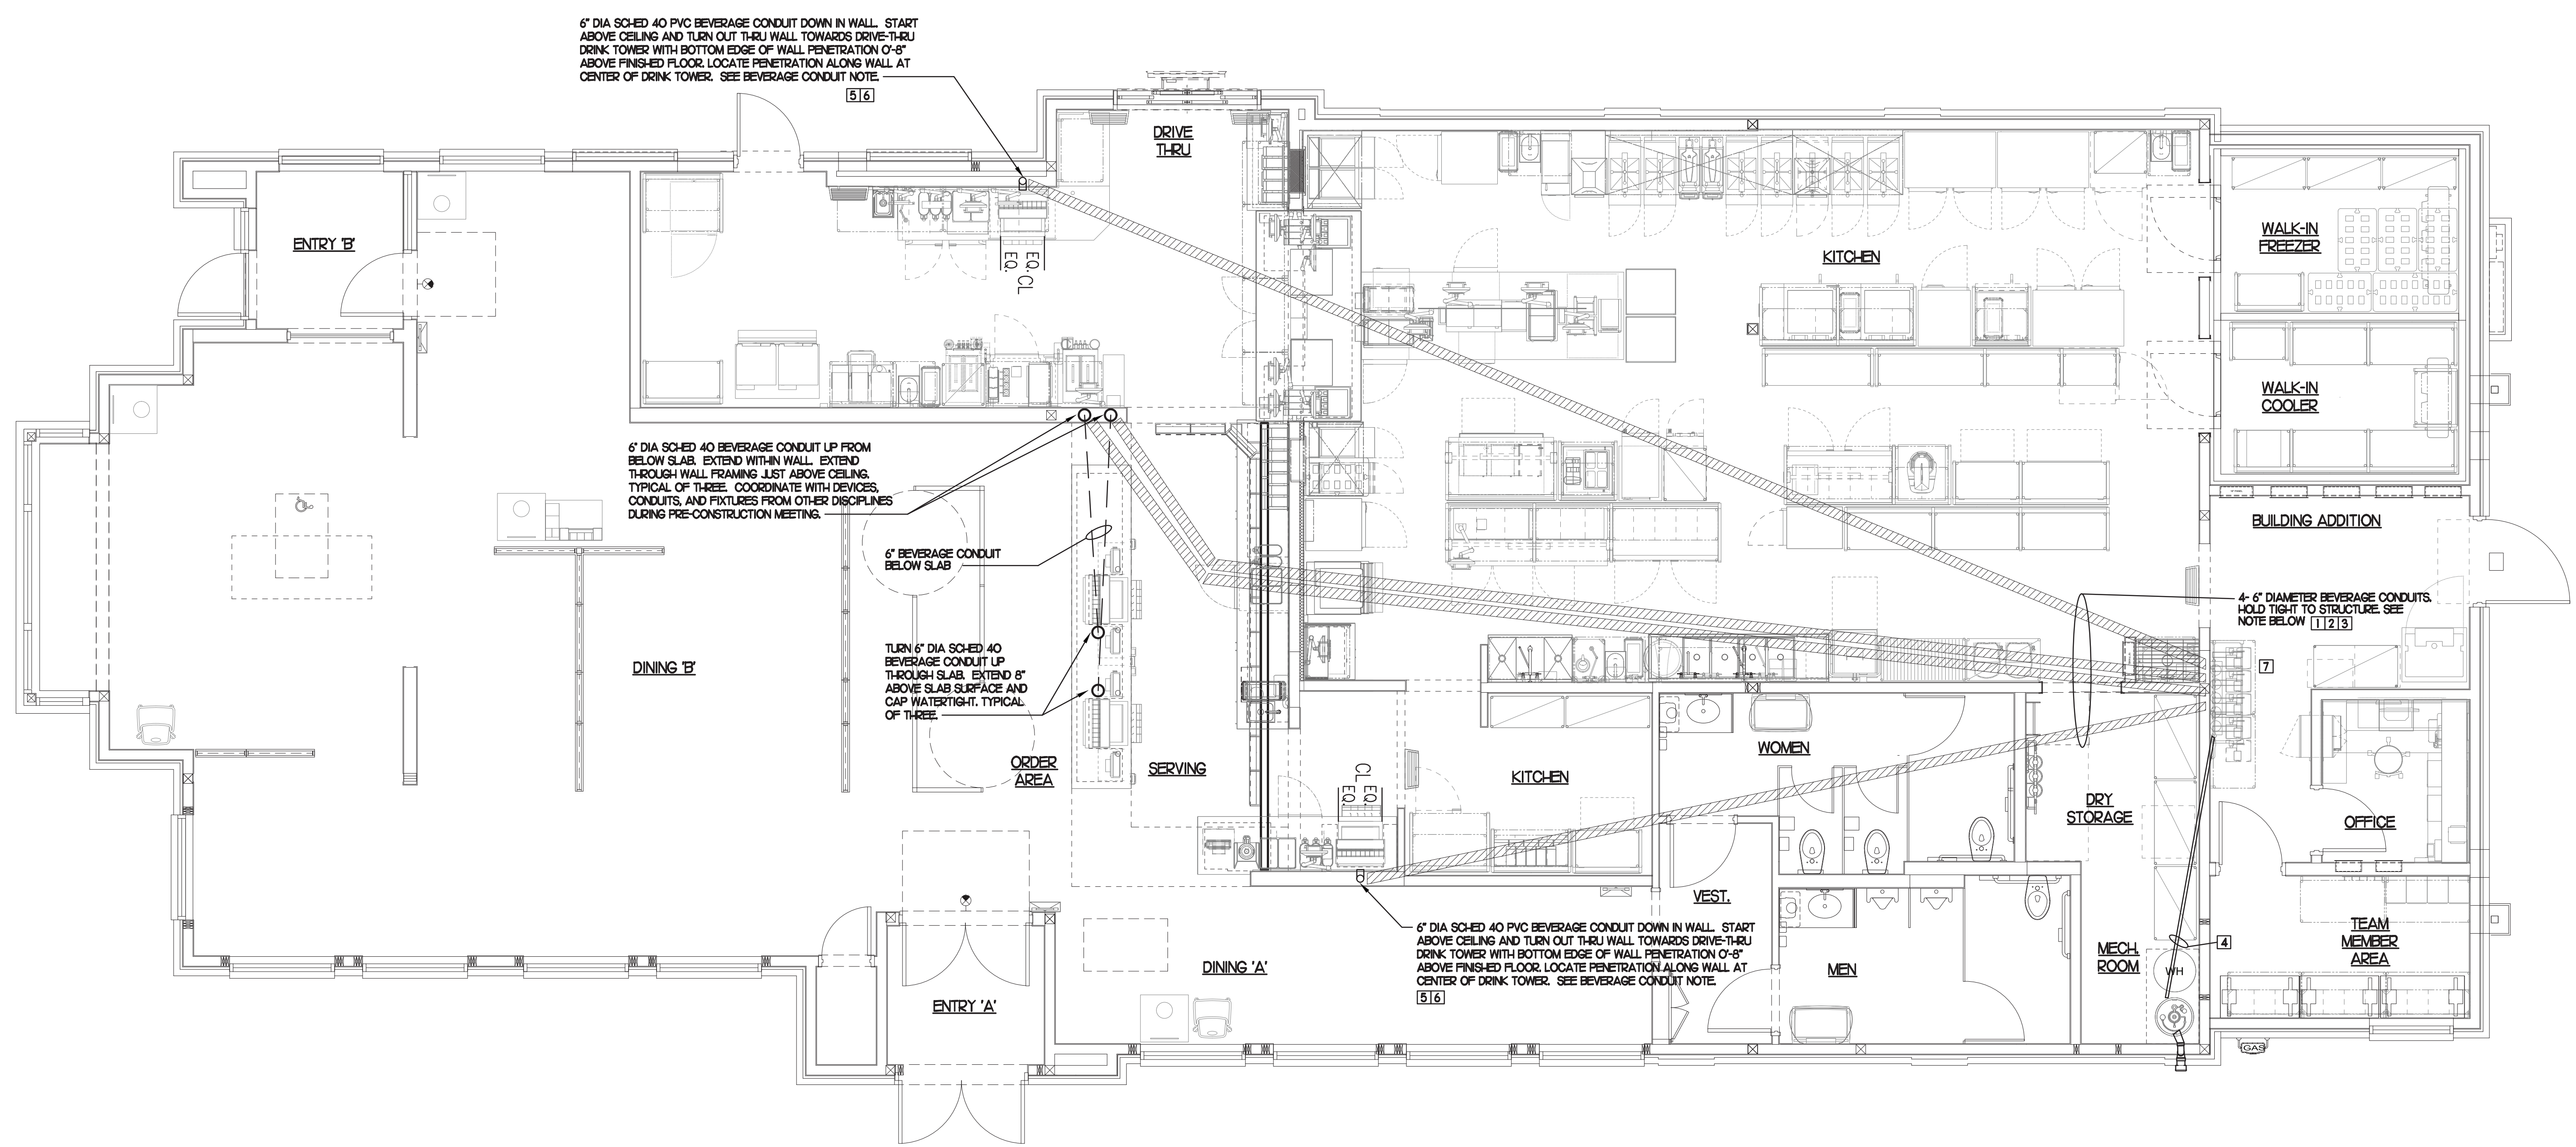 6" DIA SCHED 40 PVC BEVERAGE CONDUIT DOWN IN WALL. START
ABOVE CEILING AND TURN OUT THRU WALL TOWARDS DRIVE-THRU
DRINK TOWER WITH BOTTOM EDGE OF WALL PENETRATION 0'-8"
ABOVE FINISHED FLOOR. LOCATE PENETRATION ALONG WALL AT
CENTER OF DRINK TOWER. SEE BEVERAGE CONDUIT NOTE.
5 6
DRIVE
THRU
ENTRY 'B'
EQ. EQ. CL
KITCHEN
WALK-IN
FREEZER
WALK-IN
COOLER
6" DIA SCHED 40 BEVERAGE CONDUIT UP FROM
BELOW SLAB. EXTEND WITHIN WALL. EXTEND
THROUGH WALL FRAMING JUST ABOVE CEILING.
TYPICAL OF THREE. COORDINATE WITH DEVICES,
CONDUITS, AND FIXTURES FROM OTHER DISCIPLINES
DURING PRE-CONSTRUCTION MEETING.
BUILDING ADDITION
6" BEVERAGE CONDUIT
BELOW SLAB
4- 6" DIAMETER BEVERAGE CONDUITS.
HOLD TIGHT TO STRUCTURE. SEE
NOTE BELOW 1 2 3
TURN 6" DIA SCHED 40
BEVERAGE CONDUIT UP
THROUGH SLAB. EXTEND 8"
ABOVE SLAB SURFACE AND
CAP WATERTIGHT. TYPICAL
OF THREE.
DINING 'B'
7
ORDER
AREA
SERVING
KITCHEN
CL
EQ. EQ.
WOMEN
DRY
STORAGE
OFFICE
VEST.
6" DIA SCHED 40 PVC BEVERAGE CONDUIT DOWN IN WALL. START
ABOVE CEILING AND TURN OUT THRU WALL TOWARDS DRIVE-THRU
DRINK TOWER WITH BOTTOM EDGE OF WALL PENETRATION 0'-8"
ABOVE FINISHED FLOOR. LOCATE PENETRATION ALONG WALL AT
CENTER OF DRINK TOWER. SEE BEVERAGE CONDUIT NOTE.
5 6
MEN
MECH.
ROOM
4
WH
TEAM
MEMBER
AREA
DINING 'A'
ENTRY 'A'
GAS